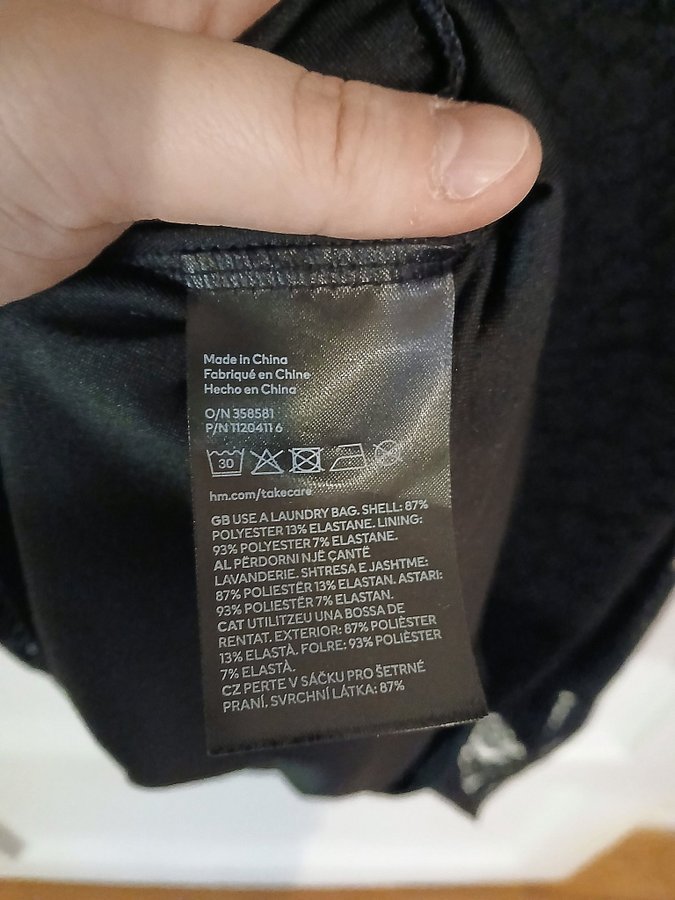 Made in China
Fabriqué en Chine
Hecho en China
O/N 358581
P/N 1120411 6
30
hm.com/takecare
GB USE A LAUNDRY BAG. SHELL: 87%
POLYESTER 13% ELASTANE. LINING:
93% POLYESTER 7% ELASTANE.
AL PËRDORNI NJË ÇANTË
LAVANDERIE. SHTRESA E JASHTME:
87% POLIESTËR 13% ELASTAN. ASTARI:
93% POLIESTËR 7% ELASTAN.
CAT UTILITZEU UNA BOSSA DE
RENTAT. EXTERIOR: 87% POLIÈSTER
13% ELASTÀ. FOLRE: 93% POLIÈSTER
7% ELASTÀ.
CZ PERTE V SÁČKU PRO ŠETRNÉ
PRANÍ. SVRCHNÍ LÁTKA: 87%